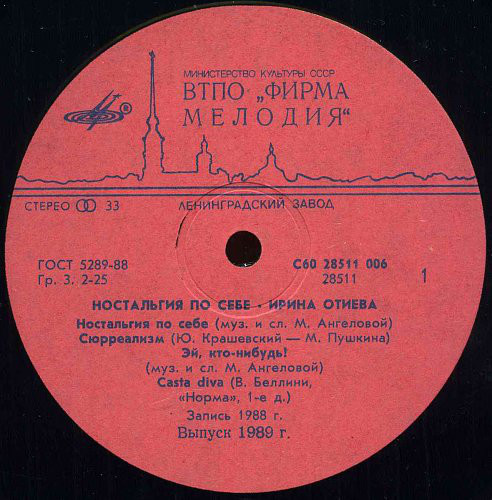 МИНИСТЕРСТВО КУЛЬТУРЫ СССР
ВТПО „ФИРМА
МЕЛОДИЯ“
®
СТЕРЕО 33
ЛЕНИНГРАДСКИЙ ЗАВОД
ГОСТ 5289-88
Гр. 3. 2-25
С60 28511 006
28511
1
НОСТАЛЬГИЯ ПО СЕБЕ • ИРИНА ОТИЕВА
Ностальгия по себе (муз. и сл. М. Ангеловой)
Сюрреализм (Ю. Крашевский — М. Пушкина)
Эй, кто-нибудь!
(муз. и сл. М. Ангеловой)
Casta diva (В. Беллини,
«Норма», 1-е д.)
Запись 1988 г.
Выпуск 1989 г.